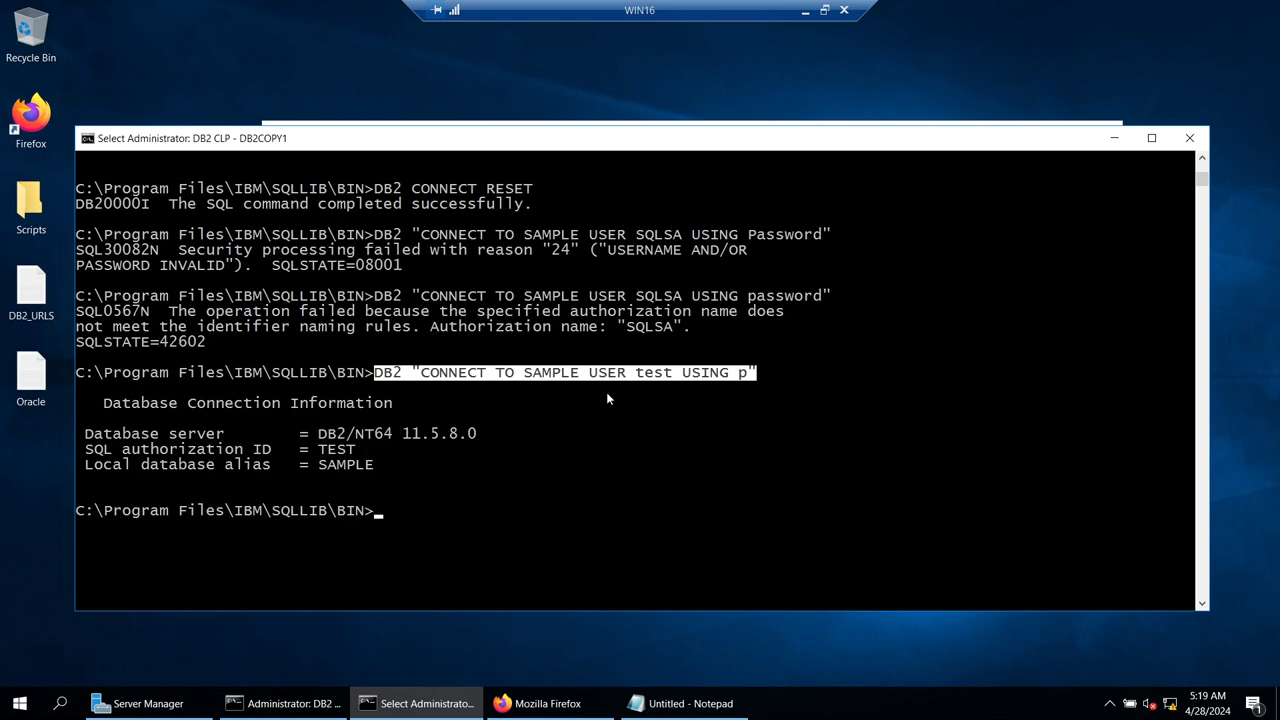 WIN16
Recycle Bin
Firefox
Scripts
DB2_URLS
Oracle
Select Administrator: DB2 CLP - DB2COPY1
C:\Program Files\IBM\SQLLIB\BIN>DB2 CONNECT RESET
DB20000I  The SQL command completed successfully.
C:\Program Files\IBM\SQLLIB\BIN>DB2 "CONNECT TO SAMPLE USER SQLSA USING Password"
SQL30082N  Security processing failed with reason "24" ("USERNAME AND/OR
PASSWORD INVALID").  SQLSTATE=08001
C:\Program Files\IBM\SQLLIB\BIN>DB2 "CONNECT TO SAMPLE USER SQLSA USING password"
SQL0567N  The operation failed because the specified authorization name does
not meet the identifier naming rules. Authorization name: "SQLSA".
SQLSTATE=42602
C:\Program Files\IBM\SQLLIB\BIN>DB2 "CONNECT TO SAMPLE USER test USING p"
Database Connection Information
Database server        = DB2/NT64 11.5.8.0
SQL authorization ID   = TEST
Local database alias   = SAMPLE
C:\Program Files\IBM\SQLLIB\BIN>
Server Manager
Administrator: DB2 ...
Select Administrato...
Mozilla Firefox
Untitled - Notepad
5:19 AM
4/28/2024
1